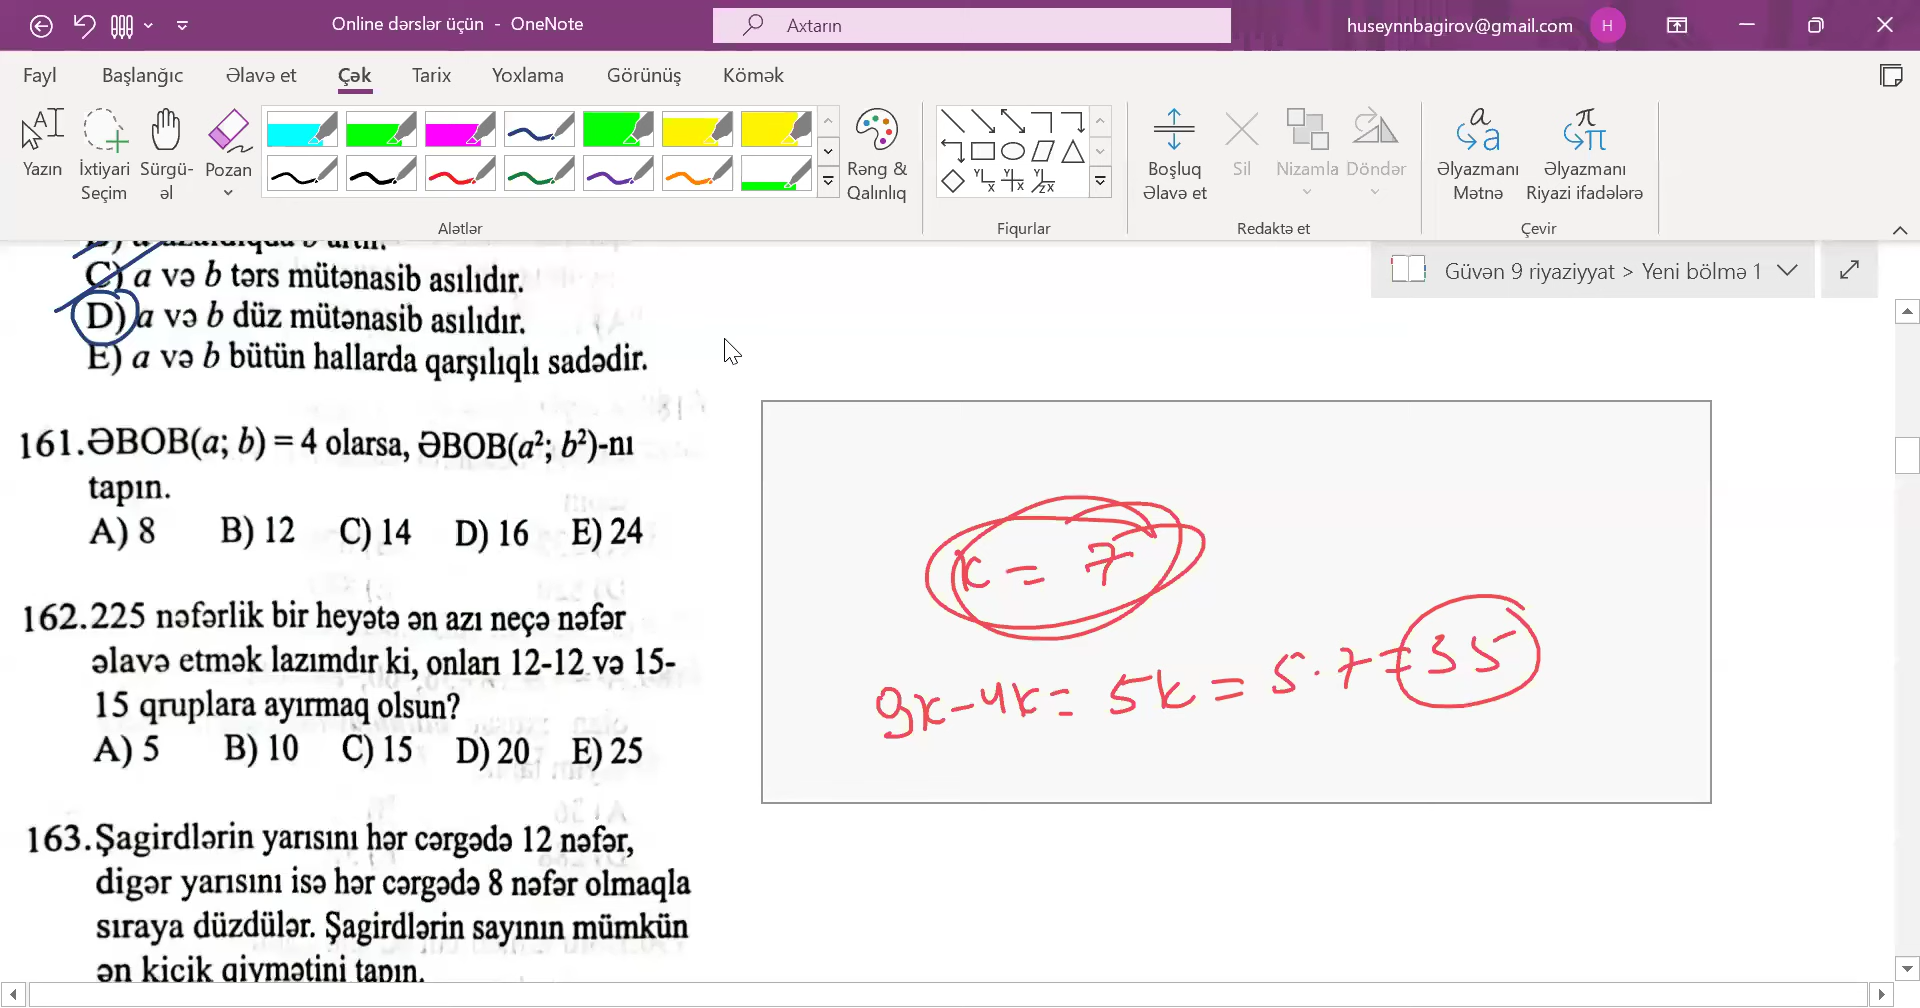 Online dərslər üçün - OneNote
Axtarın
huseynnbagirov@gmail.com
H
Fayl
Başlanğıc
Əlavə et
Çək
Tarix
Yoxlama
Görünüş
Kömək
Yazın
İxtiyari Seçim
Sürgü-əl
Pozan
Rəng & Qalınlıq
Boşluq Əlavə et
Sil
Nizamla
Döndər
Əlyazmanı Mətnə
Əlyazmanı Riyazi ifadələrə
Alətlər
Fiqurlar
Redaktə et
Çevir
Güvən 9 riyaziyyat > Yeni bölmə 1
C) a və b tərs mütənasib asılıdır.
D) a və b düz mütənasib asılıdır.
E) a və b bütün hallarda qarşılıqlı sadədir.
161. ƏBOB(a; b) = 4 olarsa, ƏBOB(a²; b²)-nı
tapın.
A) 8 B) 12 C) 14 D) 16 E) 24
162. 225 nəfərlik bir heyətə ən azı neçə nəfər
əlavə etmək lazımdır ki, onları 12-12 və 15-
15 qruplara ayırmaq olsun?
A) 5 B) 10 C) 15 D) 20 E) 25
163. Şagirdlərin yarısını hər cərgədə 12 nəfər,
digər yarısını isə hər cərgədə 8 nəfər olmaqla
sıraya düzdülər. Şagirdlərin sayının mümkün
ən kiçik qiymətini tapın.
k = 7
9k-4k = 5k = 5·7 = 35